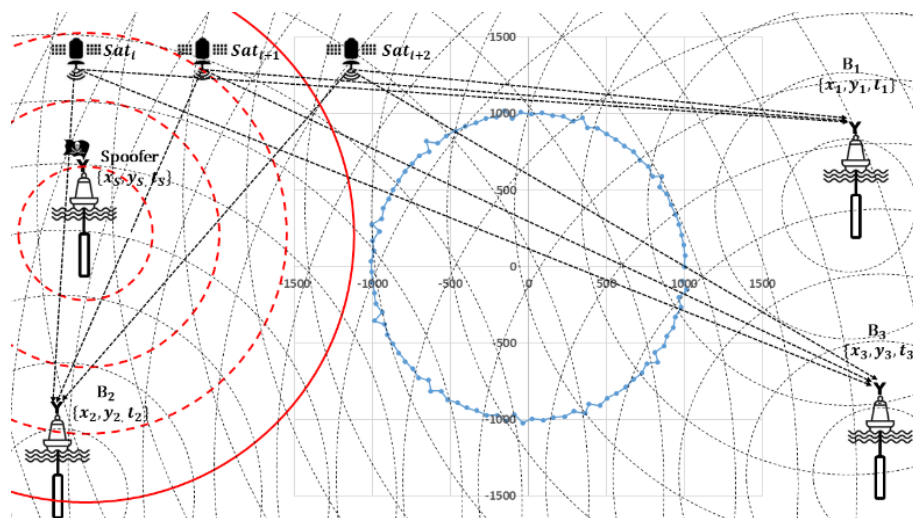 Sat_i
Sat_{i+1}
Sat_{i+2}
1500
B_1
{x_1, y_1, t_1}
1000
Spoofer
{x_S, y_S, t_S}
500
0
1500
1000
500
0
500
1000
1500
B_3
{x_3, y_3, t_3
500
B_2
{x_2, y_2, t_2}
1000
1500